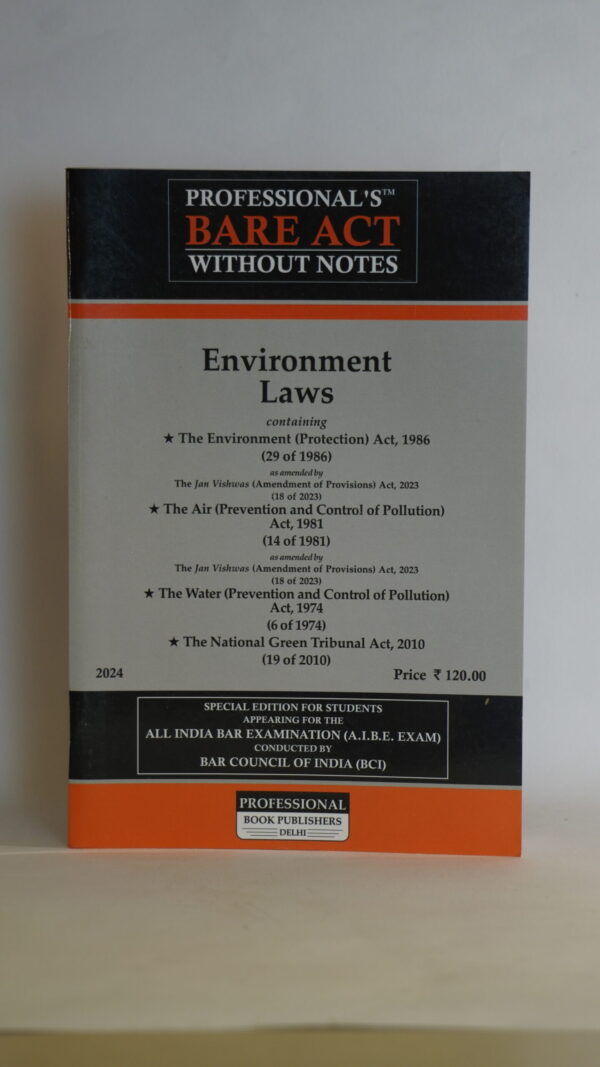 PROFESSIONAL'S™
BARE ACT
WITHOUT NOTES
Environment
Laws
containing
★ The Environment (Protection) Act, 1986
(29 of 1986)
as amended by
The Jan Vishwas (Amendment of Provisions) Act, 2023
(18 of 2023)
★ The Air (Prevention and Control of Pollution)
Act, 1981
(14 of 1981)
as amended by
The Jan Vishwas (Amendment of Provisions) Act, 2023
(18 of 2023)
★ The Water (Prevention and Control of Pollution)
Act, 1974
(6 of 1974)
★ The National Green Tribunal Act, 2010
(19 of 2010)
2024 Price ₹ 120.00
SPECIAL EDITION FOR STUDENTS
APPEARING FOR THE
ALL INDIA BAR EXAMINATION (A.I.B.E. EXAM)
CONDUCTED BY
BAR COUNCIL OF INDIA (BCI)
PROFESSIONAL
BOOK PUBLISHERS
DELHI